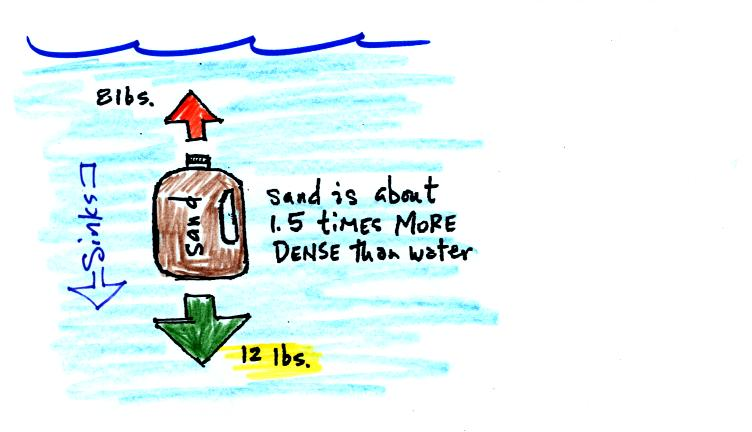 8 lbs.
Sinks
Sand
Sand is about
1.5 times MORE
DENSE than water
12 lbs.